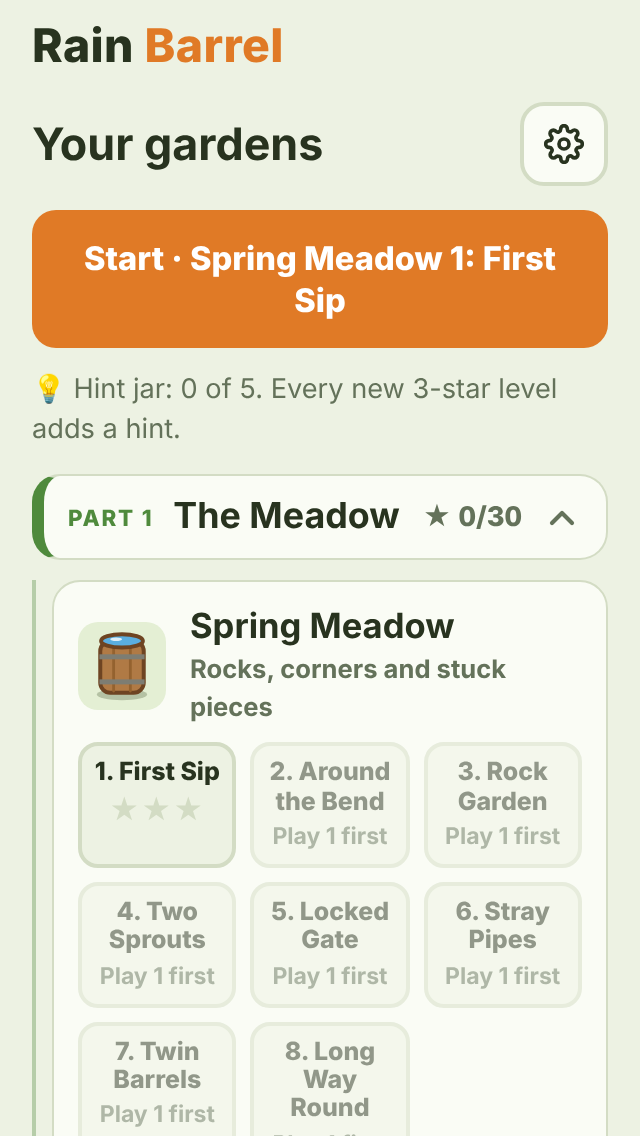 Rain Barrel
Your gardens
Start · Spring Meadow 1: First
Sip
💡 Hint jar: 0 of 5. Every new 3-star level
adds a hint.
PART 1 The Meadow ★ 0/30
Spring Meadow
Rocks, corners and stuck
pieces
1. First Sip
★★★
2. Around
the Bend
Play 1 first
3. Rock
Garden
Play 1 first
4. Two
Sprouts
Play 1 first
5. Locked
Gate
Play 1 first
6. Stray
Pipes
Play 1 first
7. Twin
Barrels
Play 1 first
8. Long
Way
Round